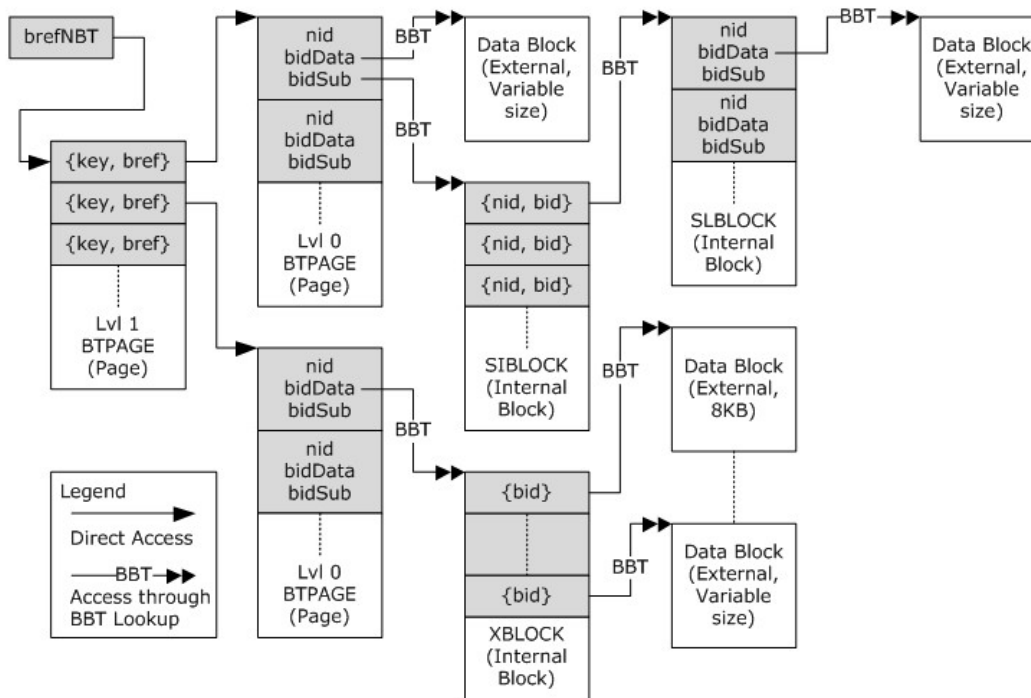 brefNBT
{key, bref}
{key, bref}
{key, bref}
Lvl 1
BTPAGE
(Page)
nid
bidData
bidSub
nid
bidData
bidSub
Lvl 0
BTPAGE
(Page)
BBT
Data Block
(External,
Variable
size)
BBT
{nid, bid}
{nid, bid}
{nid, bid}
SIBLOCK
(Internal
Block)
BBT
nid
bidData
bidSub
nid
bidData
bidSub
SLBLOCK
(Internal
Block)
BBT
Data Block
(External,
Variable
size)
nid
bidData
bidSub
nid
bidData
bidSub
Lvl 0
BTPAGE
(Page)
BBT
{bid}
{bid}
XBLOCK
(Internal
Block)
BBT
Data Block
(External,
8KB)
BBT
Data Block
(External,
Variable
size)
Legend
Direct Access
BBT
Access through
BBT Lookup